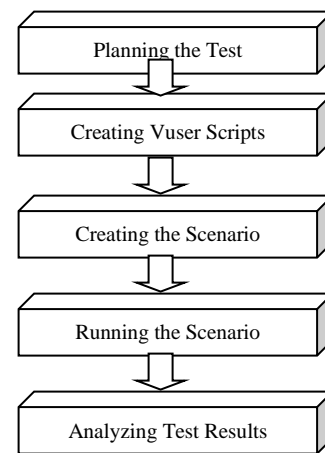 Planning the Test
Creating Vuser Scripts
Creating the Scenario
Running the Scenario
Analyzing Test Results